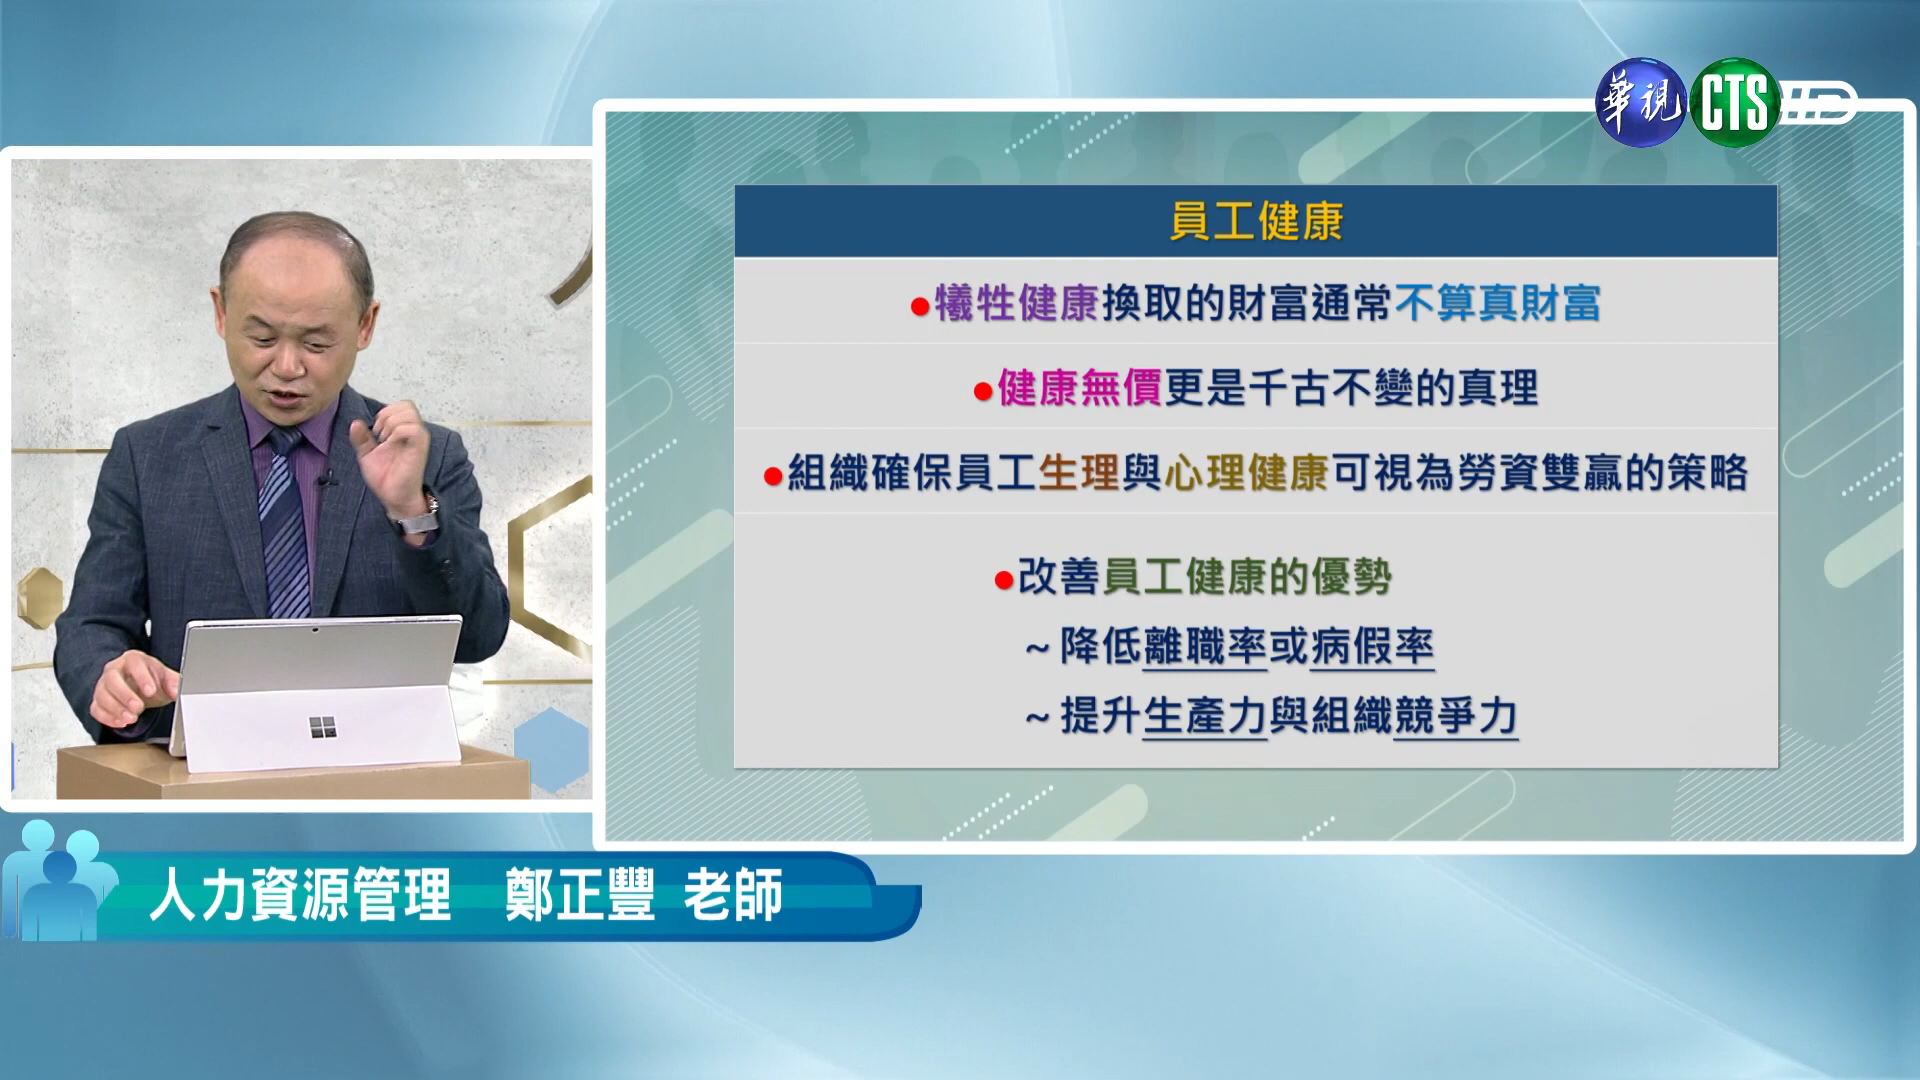 華視 CTS HD
員工健康
●犧牲健康換取的財富通常不算真財富
●健康無價更是千古不變的真理
●組織確保員工生理與心理健康可視為勞資雙贏的策略
●改善員工健康的優勢
~降低離職率或病假率
~提升生產力與組織競爭力
人力資源管理 鄭正豐 老師